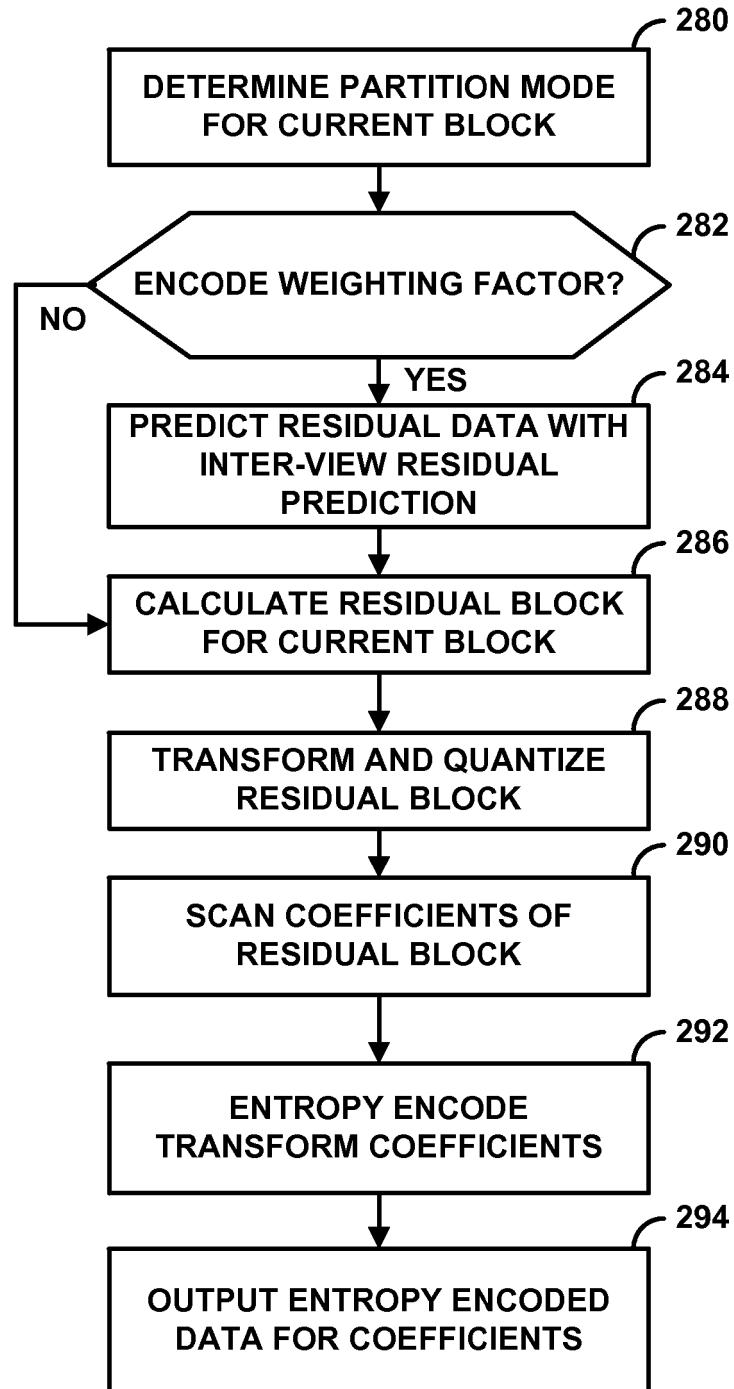 280
DETERMINE PARTITION MODE
FOR CURRENT BLOCK
282
ENCODE WEIGHTING FACTOR?
NO
YES
284
PREDICT RESIDUAL DATA WITH
INTER-VIEW RESIDUAL
PREDICTION
286
CALCULATE RESIDUAL BLOCK
FOR CURRENT BLOCK
288
TRANSFORM AND QUANTIZE
RESIDUAL BLOCK
290
SCAN COEFFICIENTS OF
RESIDUAL BLOCK
292
ENTROPY ENCODE
TRANSFORM COEFFICIENTS
294
OUTPUT ENTROPY ENCODED
DATA FOR COEFFICIENTS